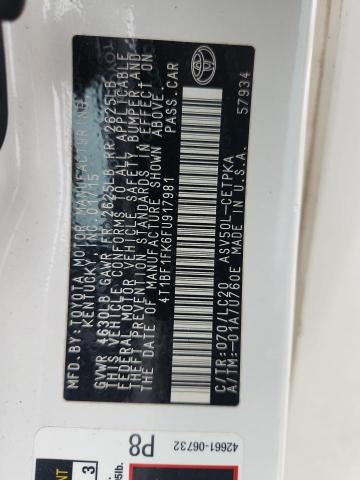 MFD.BY:TOYOTA MOTOR MANUFACTURING
KENTUCKY, INC. 01/15
GVWR 4630LB GAWR FR 2625LB RR 2625LB
THIS VEHICLE CONFORMS TO ALL APPLICABLE
FEDERAL MOTOR VEHICLE SAFETY, BUMPER AND
THEFT PREVENTION STANDARDS IN EFFECT ON
THE DATE OF MANUFACTURE SHOWN ABOVE.
4T1BF1FK6FU917981 PASS.CAR
C/TR:070/LC20 ASV50L-CETPKA
A/TM:-01A/U760E MADE IN U.S.A.
57934
42661-06732
P8
3